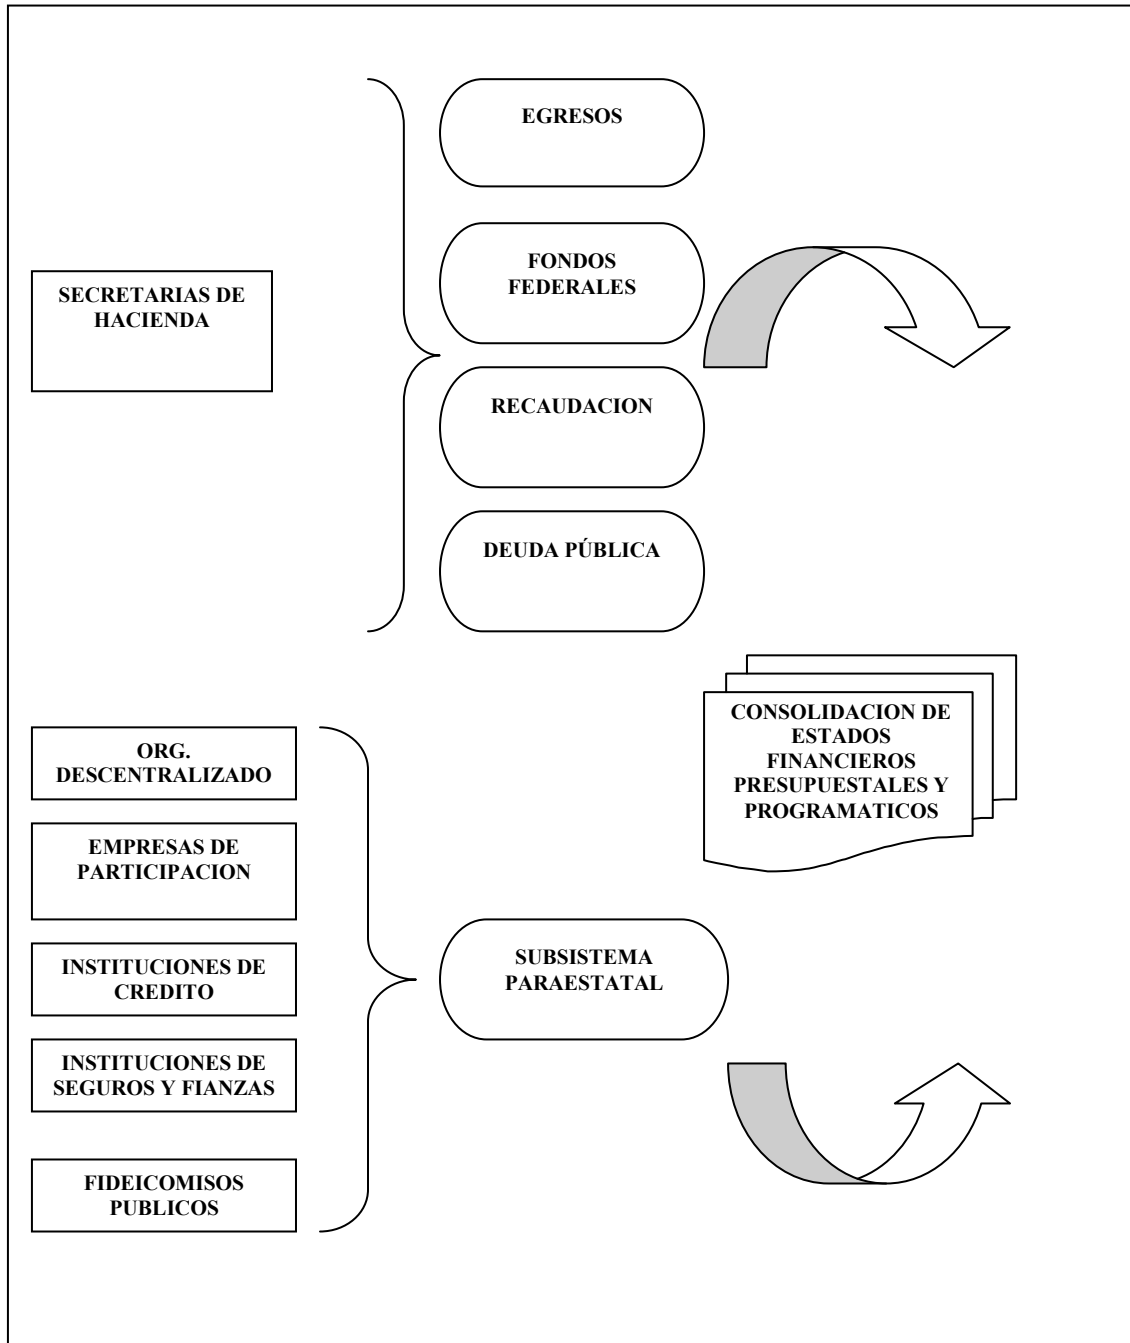 EGRESOS
FONDOS
FEDERALES
SECRETARIAS DE
HACIENDA
RECAUDACION
DEUDA PÚBLICA
CONSOLIDACION DE
ESTADOS
FINANCIEROS
PRESUPUESTALES Y
PROGRAMATICOS
ORG.
DESCENTRALIZADO
EMPRESAS DE
PARTICIPACION
INSTITUCIONES DE
CREDITO
INSTITUCIONES DE
SEGUROS Y FIANZAS
FIDEICOMISOS
PUBLICOS
SUBSISTEMA
PARAESTATAL